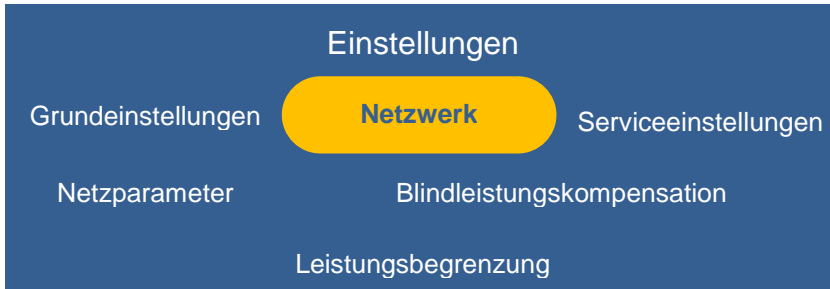 Einstellungen
Grundeinstellungen Netzwerk Serviceeinstellungen
Netzparameter Blindleistungskompensation
Leistungsbegrenzung